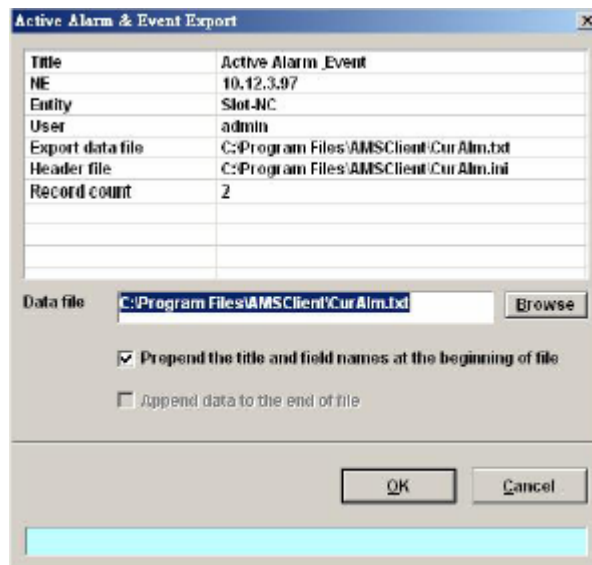 Active Alarm & Event Export
Title Active Alarm_Event
NE 10.12.3.97
Entity Slot-NC
User admin
Export data file C:\Program Files\AMSClient\CurAlm.txt
Header file C:\Program Files\AMSClient\CurAlm.ini
Record count 2
Data file C:\Program Files\AMSClient\CurAlm.txt Browse
Prepend the title and field names at the beginning of file
Append data to the end of file
OK Cancel